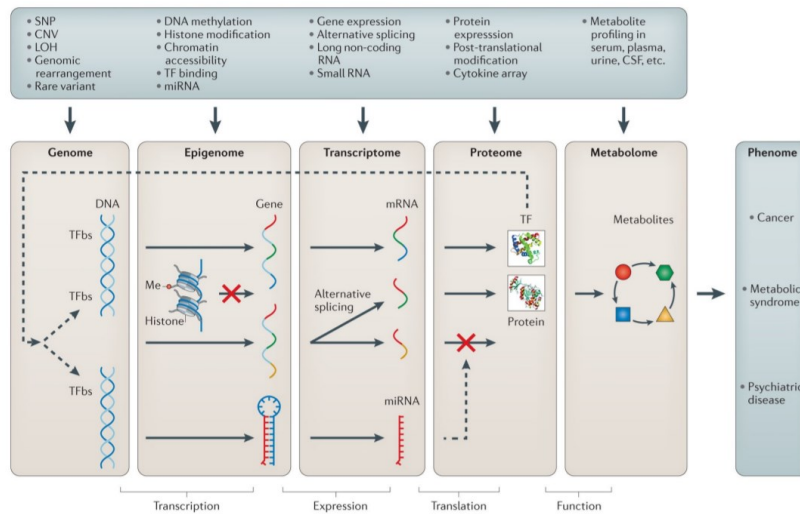 • SNP
• CNV
• LOH
• Genomic
rearrangement
• Rare variant
• DNA methylation
• Histone modification
• Chromatin
accessibility
• TF binding
• miRNA
• Gene expression
• Alternative splicing
• Long non-coding
RNA
• Small RNA
• Protein
expresssion
• Post-translational
modification
• Cytokine array
• Metabolite
profiling in
serum, plasma,
urine, CSF, etc.
Genome
Epigenome
Transcriptome
Proteome
Metabolome
Phenome
DNA
TFbs
TFbs
TFbs
Gene
Me
Histone
mRNA
Alternative
splicing
miRNA
TF
Protein
Metabolites
• Cancer
• Metabolic
syndrome
• Psychiatric
disease
Transcription
Expression
Translation
Function